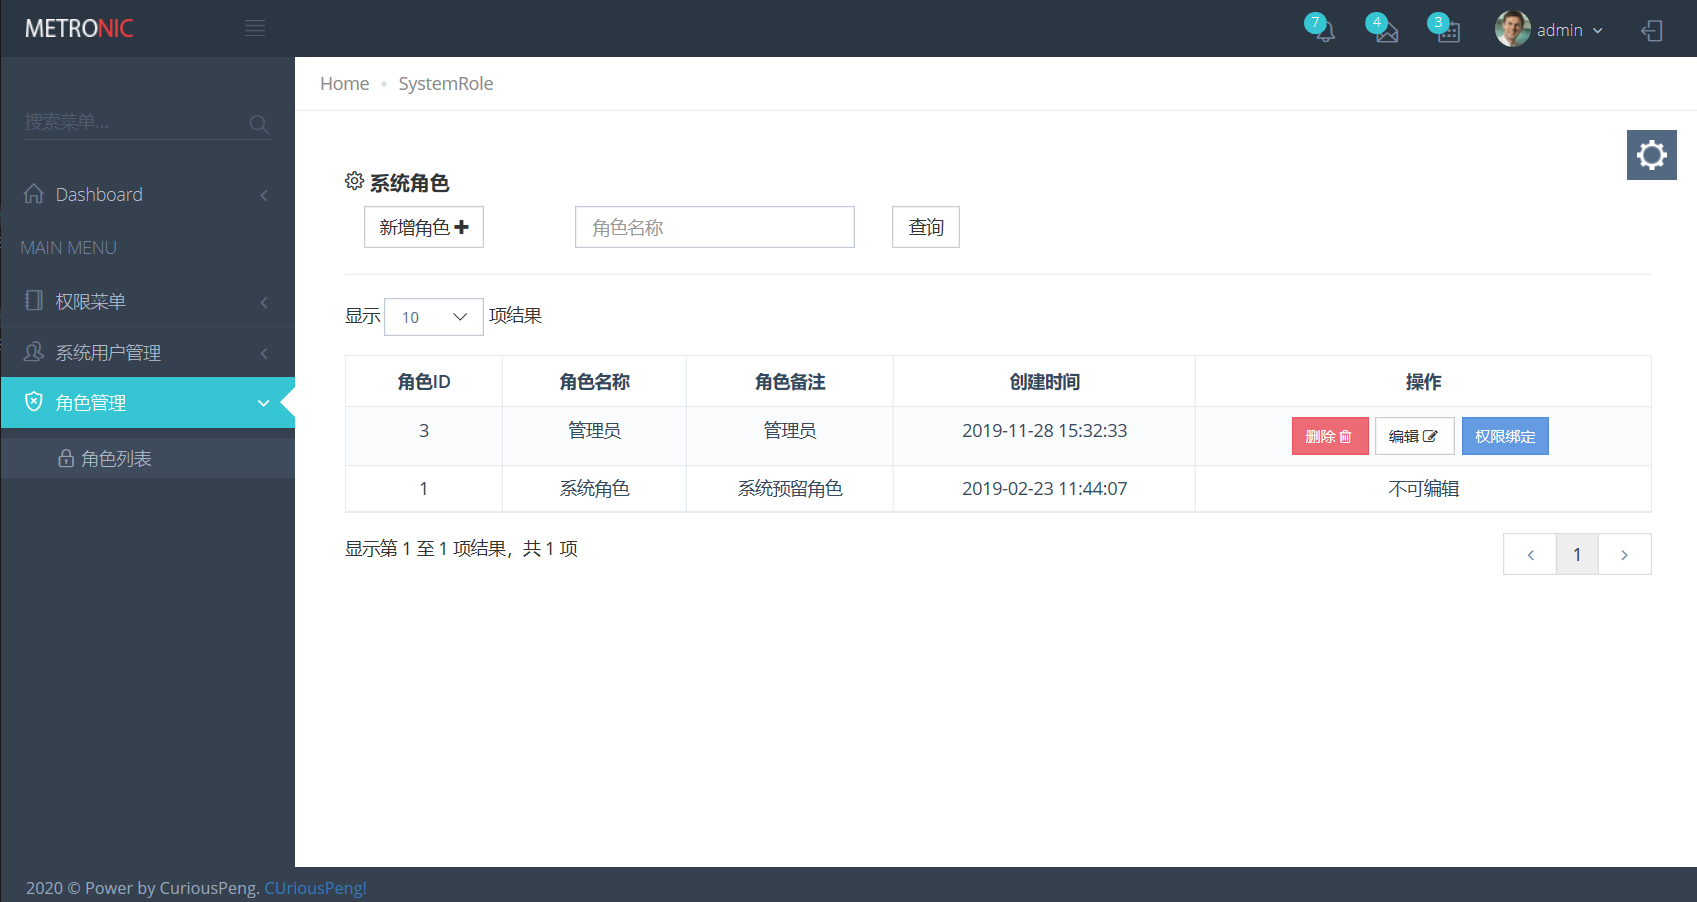 METRONIC
7
4
3
admin
Home • SystemRole
搜索菜单...
Dashboard
MAIN MENU
权限菜单
系统用户管理
角色管理
角色列表
系统角色
新增角色
角色名称
查询
显示 10 项结果
角色ID 角色名称 角色备注 创建时间 操作
3 管理员 管理员 2019-11-28 15:32:33 删除 编辑 权限绑定
1 系统角色 系统预留角色 2019-02-23 11:44:07 不可编辑
显示第 1 至 1 项结果，共 1 项
1
2020 © Power by CuriousPeng. CUriousPeng!